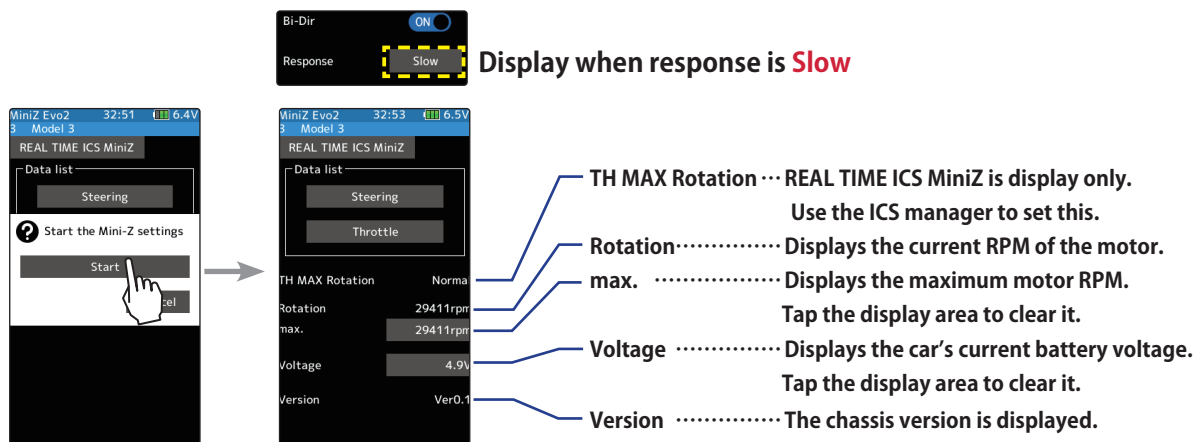 Bi-Dir ON
Response Slow
Display when response is Slow
MiniZ Evo2 32:51 6.4V
3 Model 3
REAL TIME ICS MiniZ
Data list
Steering
Start the Mini-Z settings
Start
cel
MiniZ Evo2 32:53 6.5V
3 Model 3
REAL TIME ICS MiniZ
Data list
Steering
Throttle
TH MAX Rotation Normal
Rotation 29411rpm
max. 29411rpm
Voltage 4.9V
Version Ver0.1
TH MAX Rotation ··· REAL TIME ICS MiniZ is display only.
Use the ICS manager to set this.
Rotation ··············· Displays the current RPM of the motor.
max. ··············· Displays the maximum motor RPM.
Tap the display area to clear it.
Voltage ··············· Displays the car's current battery voltage.
Tap the display area to clear it.
Version ··············· The chassis version is displayed.